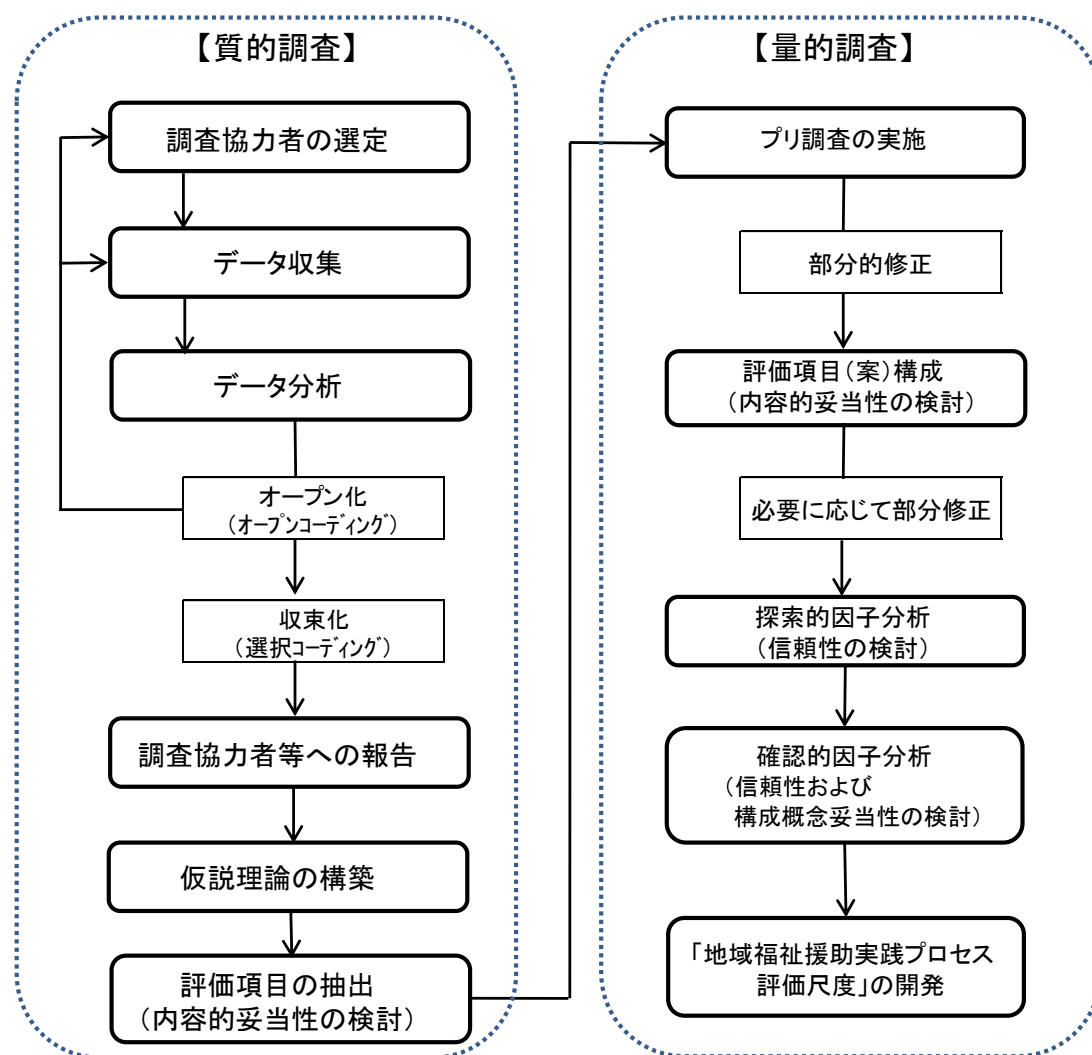 【質的調査】
調査協力者の選定
データ収集
データ分析
オープン化
(オープンコーディング)
収束化
(選択コーディング)
調査協力者等への報告
仮説理論の構築
評価項目の抽出
(内容的妥当性の検討)
【量的調査】
プリ調査の実施
部分的修正
評価項目(案)構成
(内容的妥当性の検討)
必要に応じて部分修正
探索的因子分析
(信頼性の検討)
確認的因子分析
(信頼性および
構成概念妥当性の検討)
「地域福祉援助実践プロセス
評価尺度」の開発